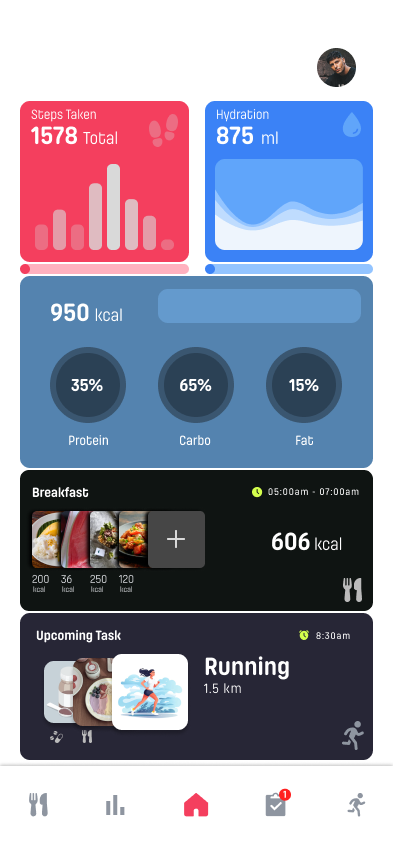 Steps Taken
1578 Total
Hydration
875 ml
950 kcal
35%
65%
15%
Protein
Carbo
Fat
Breakfast
05:00am - 07:00am
606 kcal
200
36
250
120
kcal
kcal
kcal
kcal
Upcoming Task
8:30am
Running
1.5 km
1